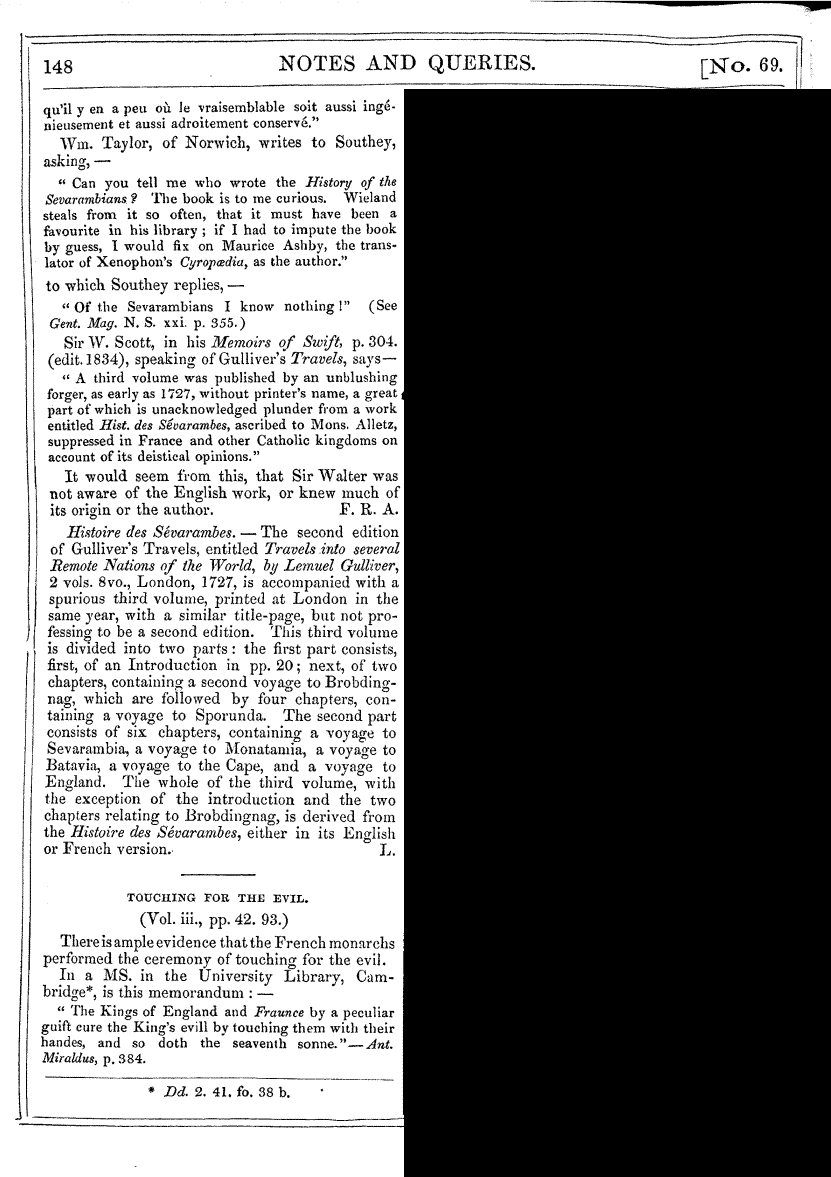 148 NOTES AND QUERIES. [No. 69.
qu'il y en a peu où le vraisemblable soit aussi ingé-
nieusement et aussi adroitement conservé."
Wm. Taylor, of Norwich, writes to Southey,
asking, —
" Can you tell me who wrote the History of the
Sevarambians? The book is to me curious. Wieland
steals from it so often, that it must have been a
favourite in his library; if I had to impute the book
by guess, I would fix on Maurice Ashby, the trans-
lator of Xenophon's Cyropædia, as the author."
to which Southey replies, —
" Of the Sevarambians I know nothing!" (See
Gent. Mag. N. S. xxi. p. 355.)
Sir W. Scott, in his Memoirs of Swift, p. 304.
(edit. 1834), speaking of Gulliver's Travels, says—
" A third volume was published by an unblushing
forger, as early as 1727, without printer's name, a great
part of which is unacknowledged plunder from a work
entitled Hist. des Sévarambes, ascribed to Mons. Alletz,
suppressed in France and other Catholic kingdoms on
account of its deistical opinions."
It would seem from this, that Sir Walter was
not aware of the English work, or knew much of
its origin or the author. F. R. A.
Histoire des Sévarambes. — The second edition
of Gulliver's Travels, entitled Travels into several
Remote Nations of the World, by Lemuel Gulliver,
2 vols. 8vo., London, 1727, is accompanied with a
spurious third volume, printed at London in the
same year, with a similar title-page, but not pro-
fessing to be a second edition. This third volume
is divided into two parts: the first part consists,
first, of an Introduction in pp. 20; next, of two
chapters, containing a second voyage to Brobding-
nag, which are followed by four chapters, con-
taining a voyage to Sporunda. The second part
consists of six chapters, containing a voyage to
Sevarambia, a voyage to Monatamia, a voyage to
Batavia, a voyage to the Cape, and a voyage to
England. The whole of the third volume, with
the exception of the introduction and the two
chapters relating to Brobdingnag, is derived from
the Histoire des Sévarambes, either in its English
or French version. L.
TOUCHING FOR THE EVIL.
(Vol. iii., pp. 42. 93.)
There is ample evidence that the French monarchs
performed the ceremony of touching for the evil.
In a MS. in the University Library, Cam-
bridge*, is this memorandum : —
" The Kings of England and Fraunce by a peculiar
guift cure the King's evill by touching them with their
handes, and so doth the seaventh sonne."—Ant.
Miraldus, p. 384.
* Dd. 2. 41. fo. 38 b.